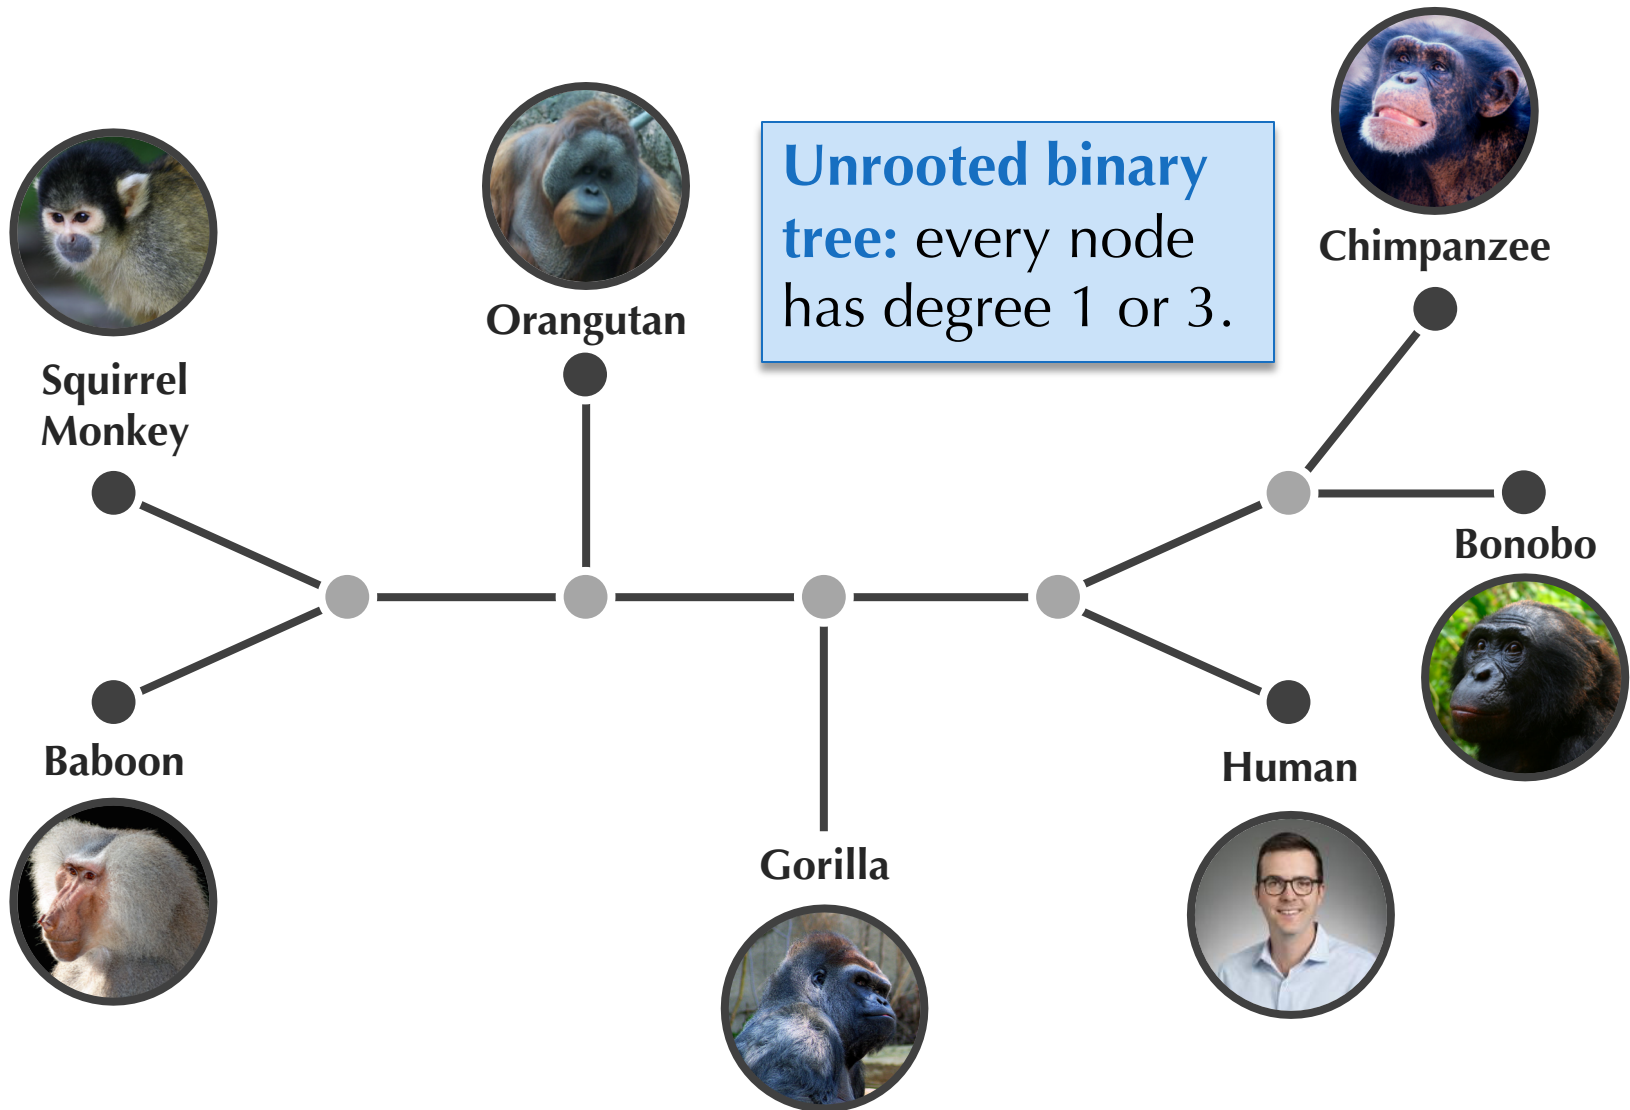 Unrooted binary
tree: every node
has degree 1 or 3.
Chimpanzee
Orangutan
Squirrel
Monkey
Bonobo
Baboon
Human
Gorilla